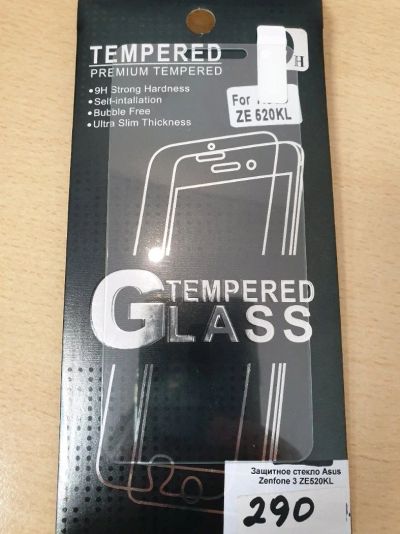 TEMPERED
PREMIUM TEMPERED
•9H Strong Hardness
•Self-intallation
•Bubble Free
•Ultra Slim Thickness
H
For
ZE 520KL
TEMPERED
GLASS
Защитное стекло Asus
Zenfone 3 ZE520KL
290